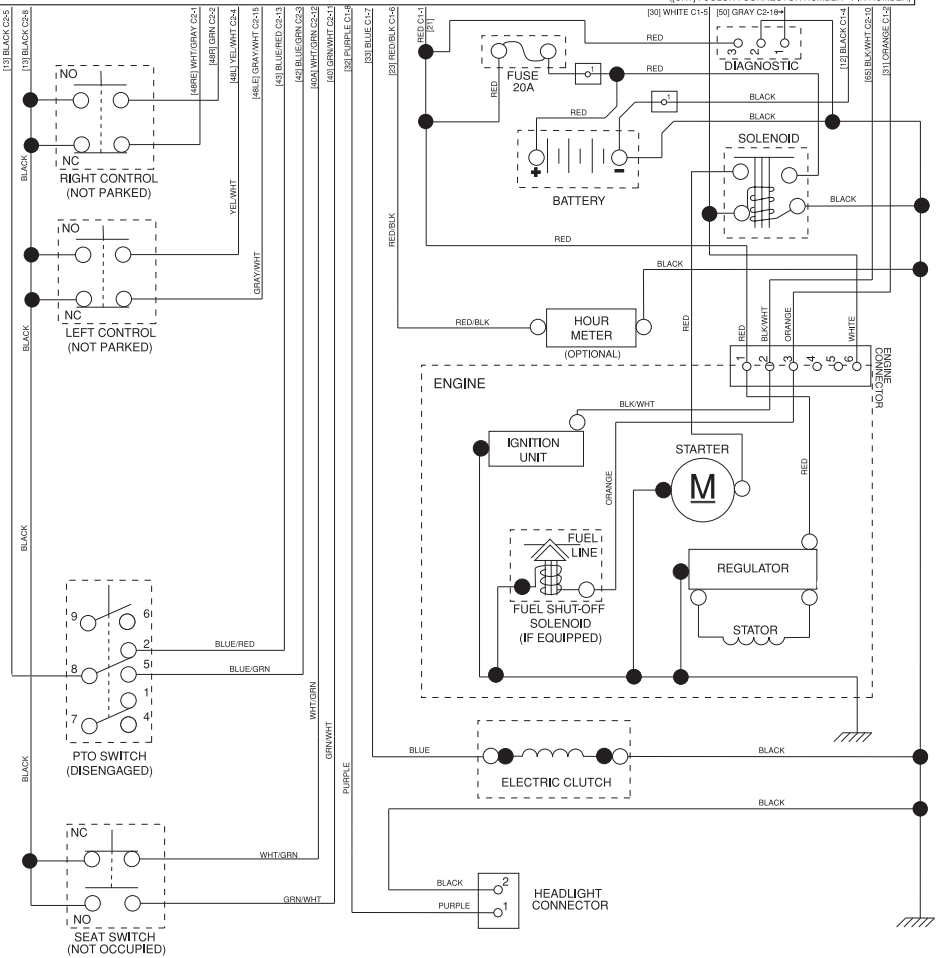 [13] BLACK C2-5
[13] BLACK C2-8
[48RE] WHT/GRAY C2-1
[48R] GRN C2-2
[48L] YEL/WHT C2-4
[48LE] GRAY/WHT C2-15
[43] BLUE/RED C2-13
[42] BLUE/GRN C2-3
[40A] WHT/GRN C2-12
[40] GRN/WHT C2-11
[32] PURPLE C1-8
[33] BLUE C1-7
[23] RED/BLK C1-6
RED C1-1
[21]
[30] WHITE C1-5
[50] GRAY C2-16
[12] BLACK C1-4
[65] BLK/WHT C2-10
[31] ORANGE C1-2
NO
NC
RIGHT CONTROL
(NOT PARKED)
BLACK
YEL/WHT
NO
NC
LEFT CONTROL
(NOT PARKED)
GRAY/WHT
BLACK
RED
FUSE
20A
RED
1
RED
3
2
1
DIAGNOSTIC
RED
1
BLACK
BLACK
+
-
BATTERY
SOLENOID
BLACK
RED/BLK
RED
BLACK
RED/BLK
HOUR
METER
(OPTIONAL)
RED
RED
BLK/WHT
ORANGE
WHITE
1
2
3
4
5
6
ENGINE
CONNECTOR
ENGINE
BLK/WHT
IGNITION
UNIT
STARTER
M
ORANGE
RED
FUEL
LINE
FUEL SHUT-OFF
SOLENOID
(IF EQUIPPED)
REGULATOR
STATOR
BLACK
9
6
2
8
5
1
7
4
BLUE/RED
BLUE/GRN
PTO SWITCH
(DISENGAGED)
WHT/GRN
GRN/WHT
PURPLE
BLUE
ELECTRIC CLUTCH
BLACK
BLACK
BLACK
NC
NO
WHT/GRN
GRN/WHT
SEAT SWITCH
(NOT OCCUPIED)
BLACK
PURPLE
2
1
HEADLIGHT
CONNECTOR